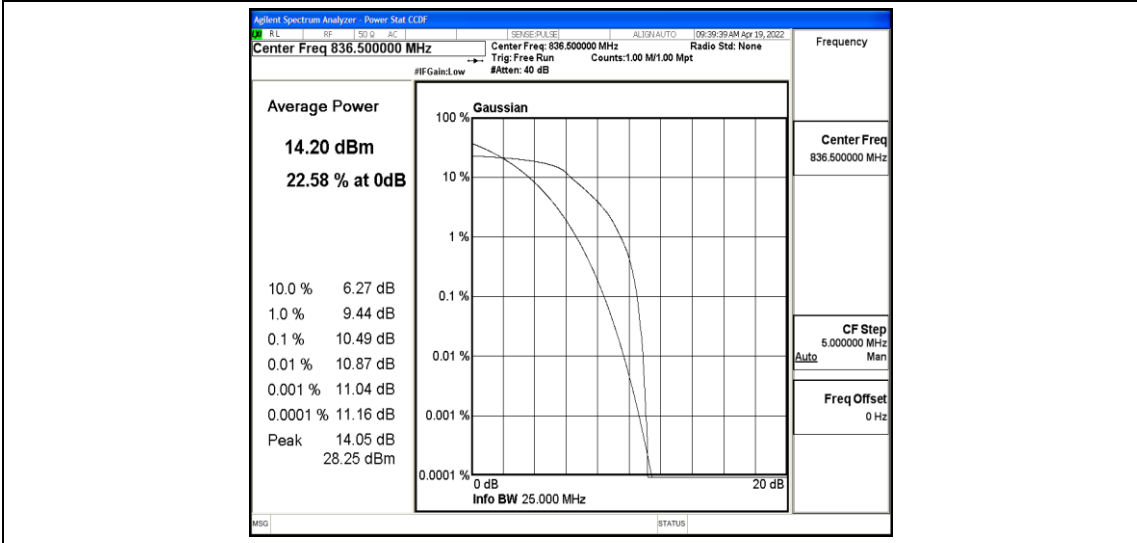 Agilent Spectrum Analyzer - Power Stat CCDF
LXI RL RF 50 Ω AC SENSE:PULSE ALIGNAUTO 09:39:39 AM Apr 19, 2022
Center Freq 836.500000 MHz
Center Freq: 836.500000 MHz Radio Std: None
Trig: Free Run Counts:1.00 M/1.00 Mpt
#IFGain:Low #Atten: 40 dB
Frequency
Average Power
14.20 dBm
22.58 % at 0dB
10.0 % 6.27 dB
1.0 % 9.44 dB
0.1 % 10.49 dB
0.01 % 10.87 dB
0.001 % 11.04 dB
0.0001 % 11.16 dB
Peak 14.05 dB
28.25 dBm
Gaussian
100 %
10 %
1 %
0.1 %
0.01 %
0.001 %
0.0001 %
0 dB 20 dB
Info BW 25.000 MHz
Center Freq
836.500000 MHz
CF Step
5.000000 MHz
Auto Man
Freq Offset
0 Hz
MSG STATUS